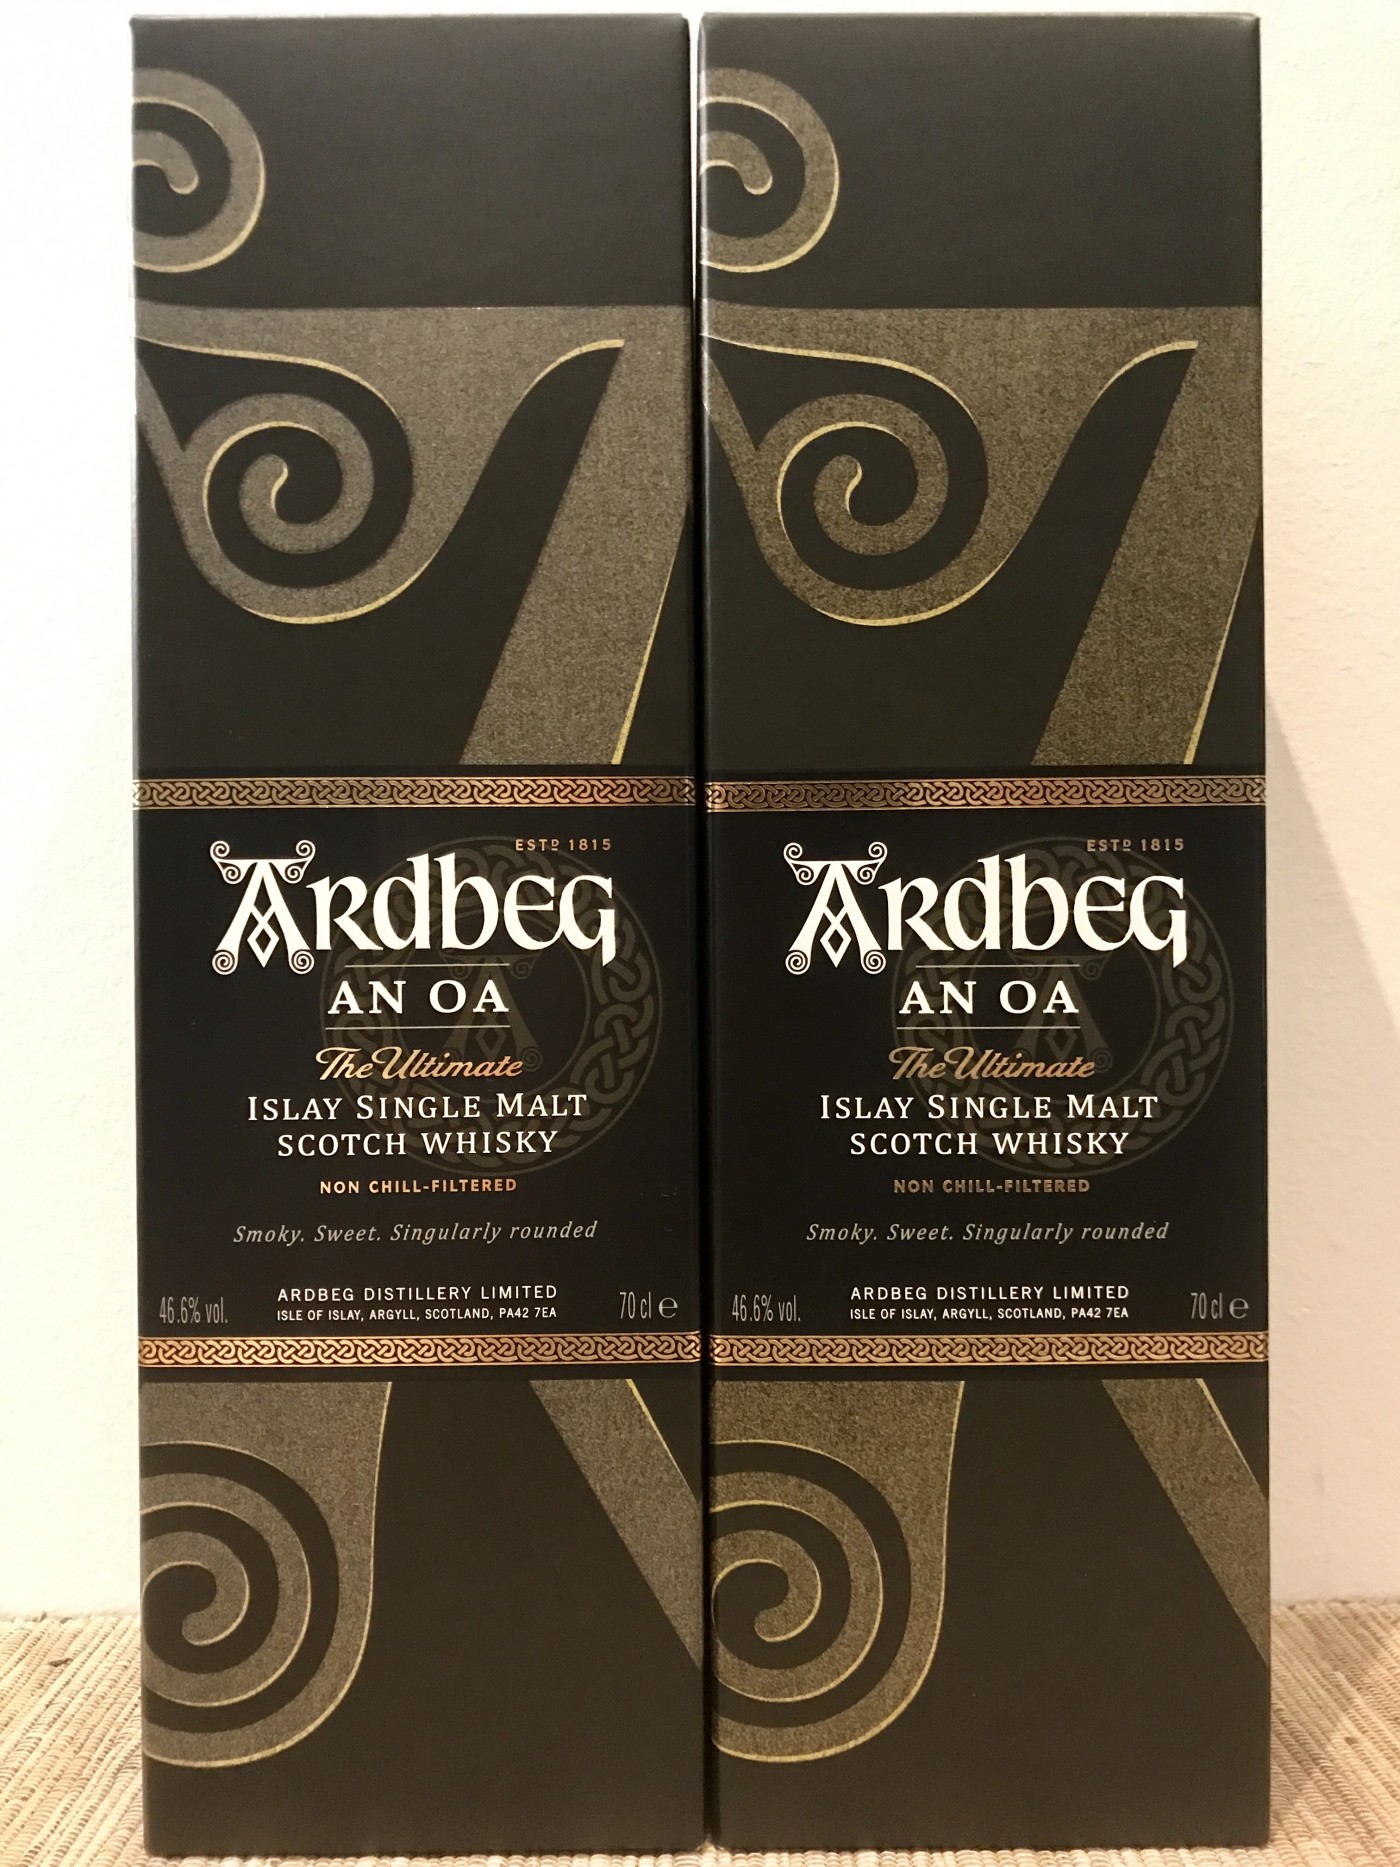 ESTD 1815
ARdbEG
AN OA
The Ultimate
ISLAY SINGLE MALT
SCOTCH WHISKY
NON CHILL-FILTERED
Smoky. Sweet. Singularly rounded
46.6% vol.
ARDBEG DISTILLERY LIMITED
ISLE OF ISLAY, ARGYLL, SCOTLAND, PA42 7EA
70 cl e
ESTD 1815
ARdbEG
AN OA
The Ultimate
ISLAY SINGLE MALT
SCOTCH WHISKY
NON CHILL-FILTERED
Smoky. Sweet. Singularly rounded
46.6% vol.
ARDBEG DISTILLERY LIMITED
ISLE OF ISLAY, ARGYLL, SCOTLAND, PA42 7EA
70 cl e